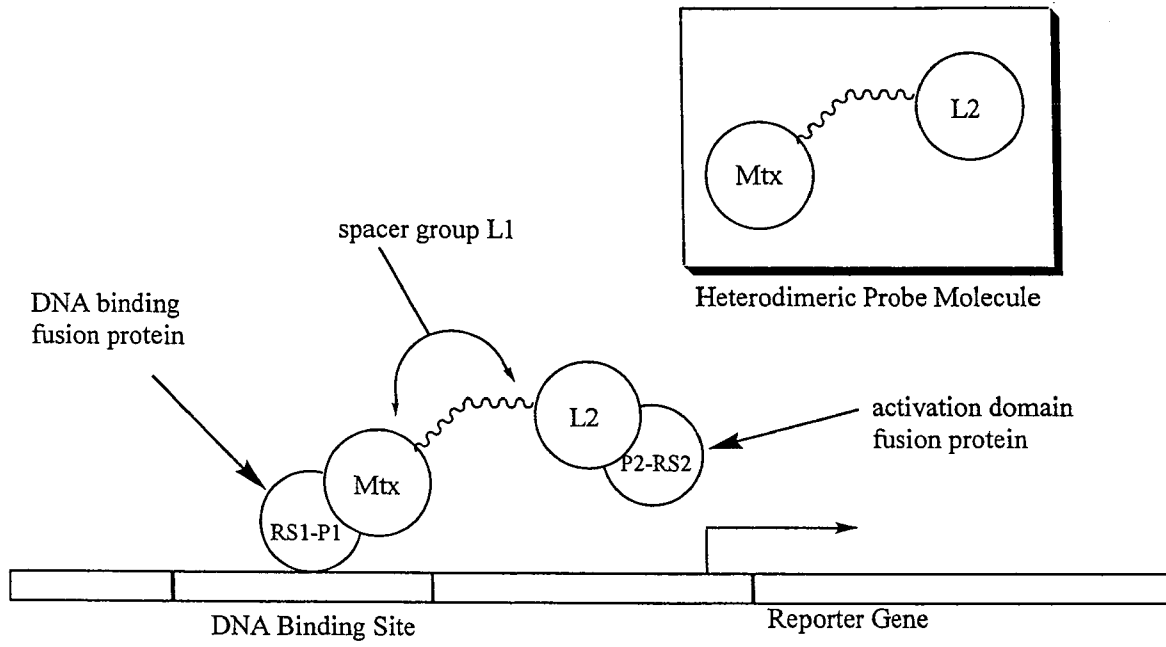 L2
Mtx
Heterodimeric Probe Molecule
spacer group L1
DNA binding
fusion protein
L2
activation domain
fusion protein
P2-RS2
Mtx
RS1-P1
DNA Binding Site
Reporter Gene